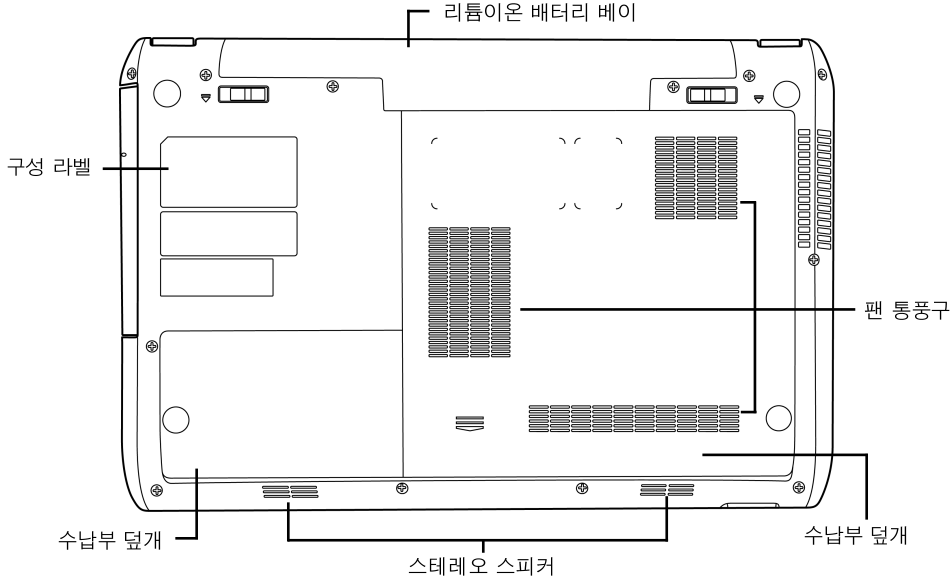 리튬이온 배터리 베이
구성 라벨
팬 통풍구
수납부 덮개
수납부 덮개
스테레오 스피커